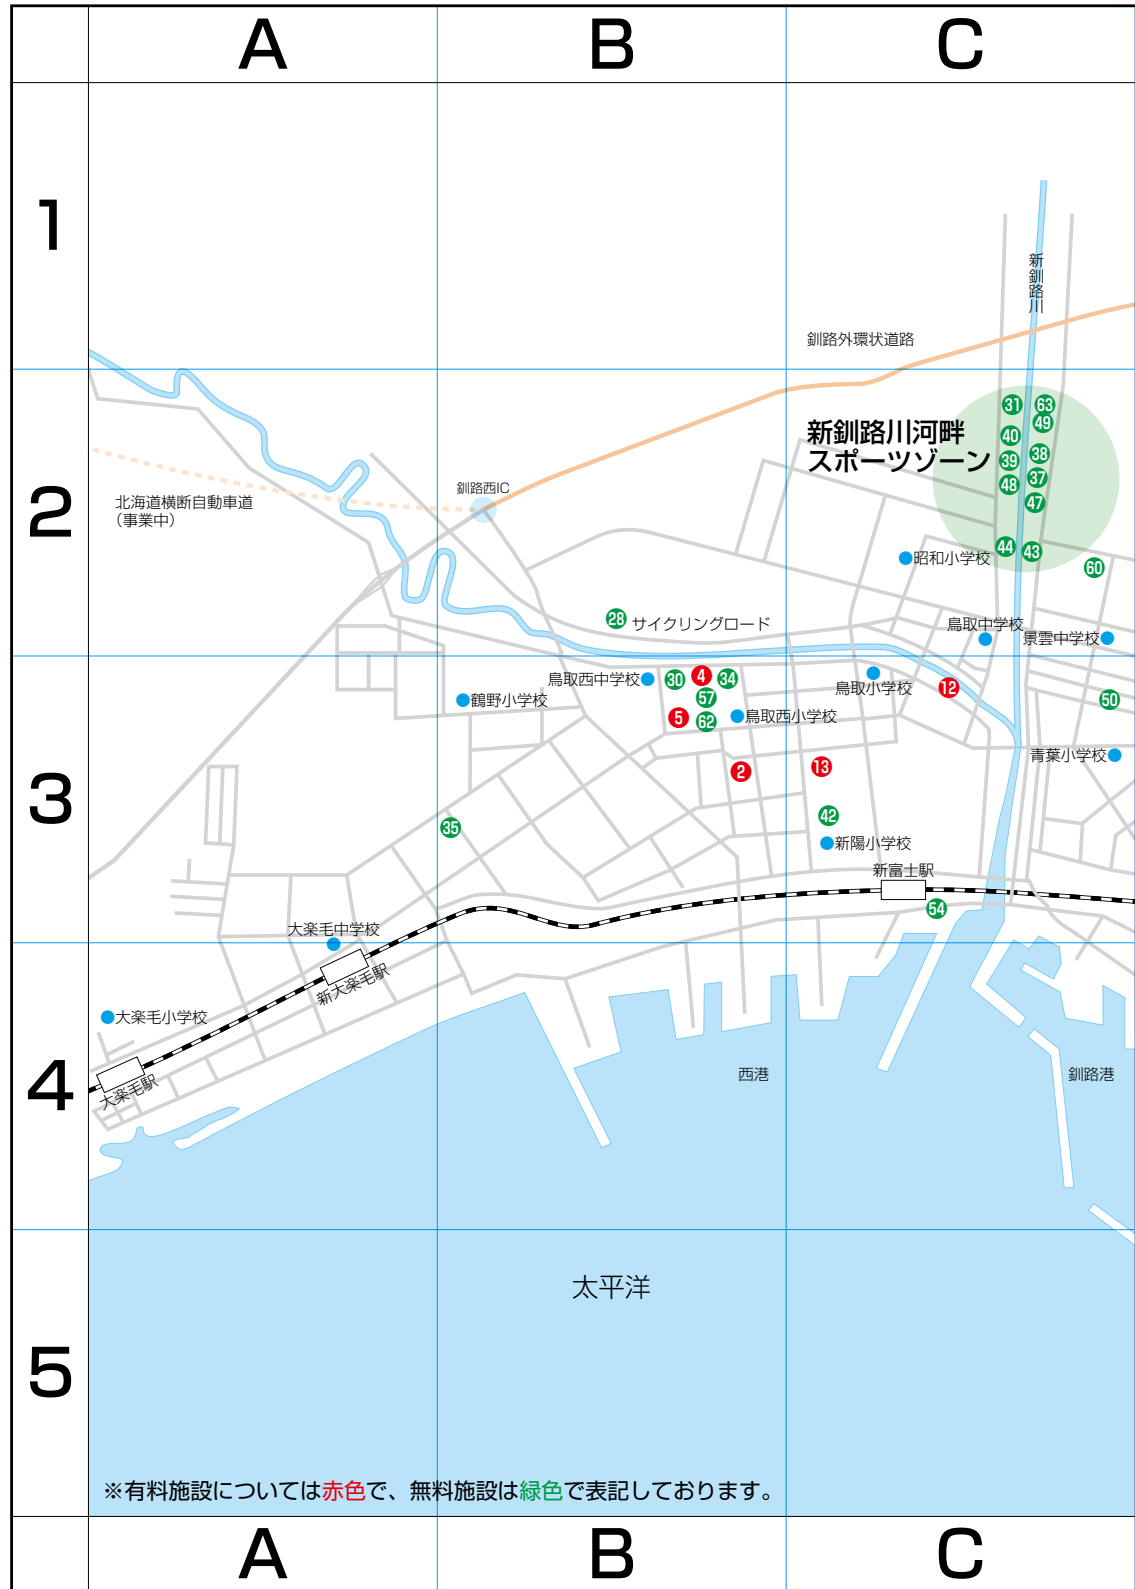 A
B
C
1
新釧路川
釧路外環状道路
2
31
63
49
新釧路川河畔
スポーツゾーン
40
38
39
37
48
47
釧路西IC
北海道横断自動車道
（事業中）
44
43
昭和小学校
60
28
サイクリングロード
鳥取中学校
景雲中学校
3
鳥取西中学校
30
4
34
鳥取小学校
12
鶴野小学校
57
50
5
62
鳥取西小学校
青葉小学校
2
13
42
35
新陽小学校
新富士駅
54
大楽毛中学校
4
新大楽毛駅
大楽毛小学校
大楽毛駅
西港
釧路港
5
太平洋
※有料施設については赤色で、無料施設は緑色で表記しております。
A
B
C